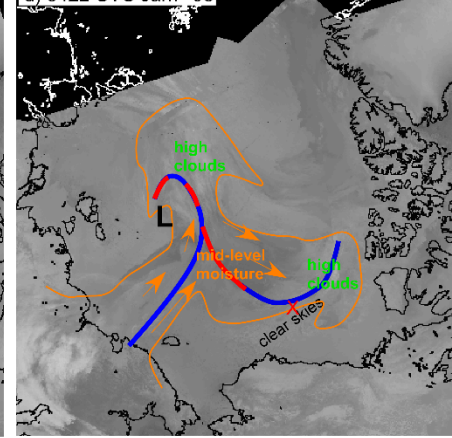 high
clouds
L
mid-level
moisture
high
clouds
X
clear skies